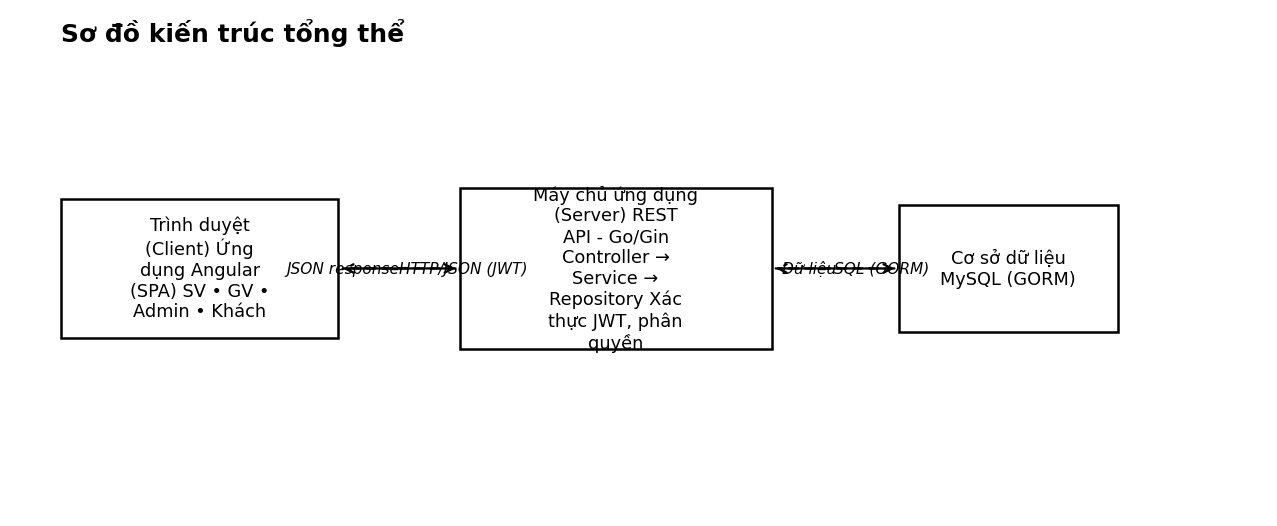 Sơ đồ kiến trúc tổng thể
Trình duyệt
(Client) Ứng
dụng Angular
(SPA) SV • GV •
Admin • Khách
JSON response
HTTP/JSON (JWT)
Máy chủ ứng dụng
(Server) REST
API - Go/Gin
Controller →
Service →
Repository Xác
thực JWT, phân
quyền
Dữ liệu
SQL (GORM)
Cơ sở dữ liệu
MySQL (GORM)